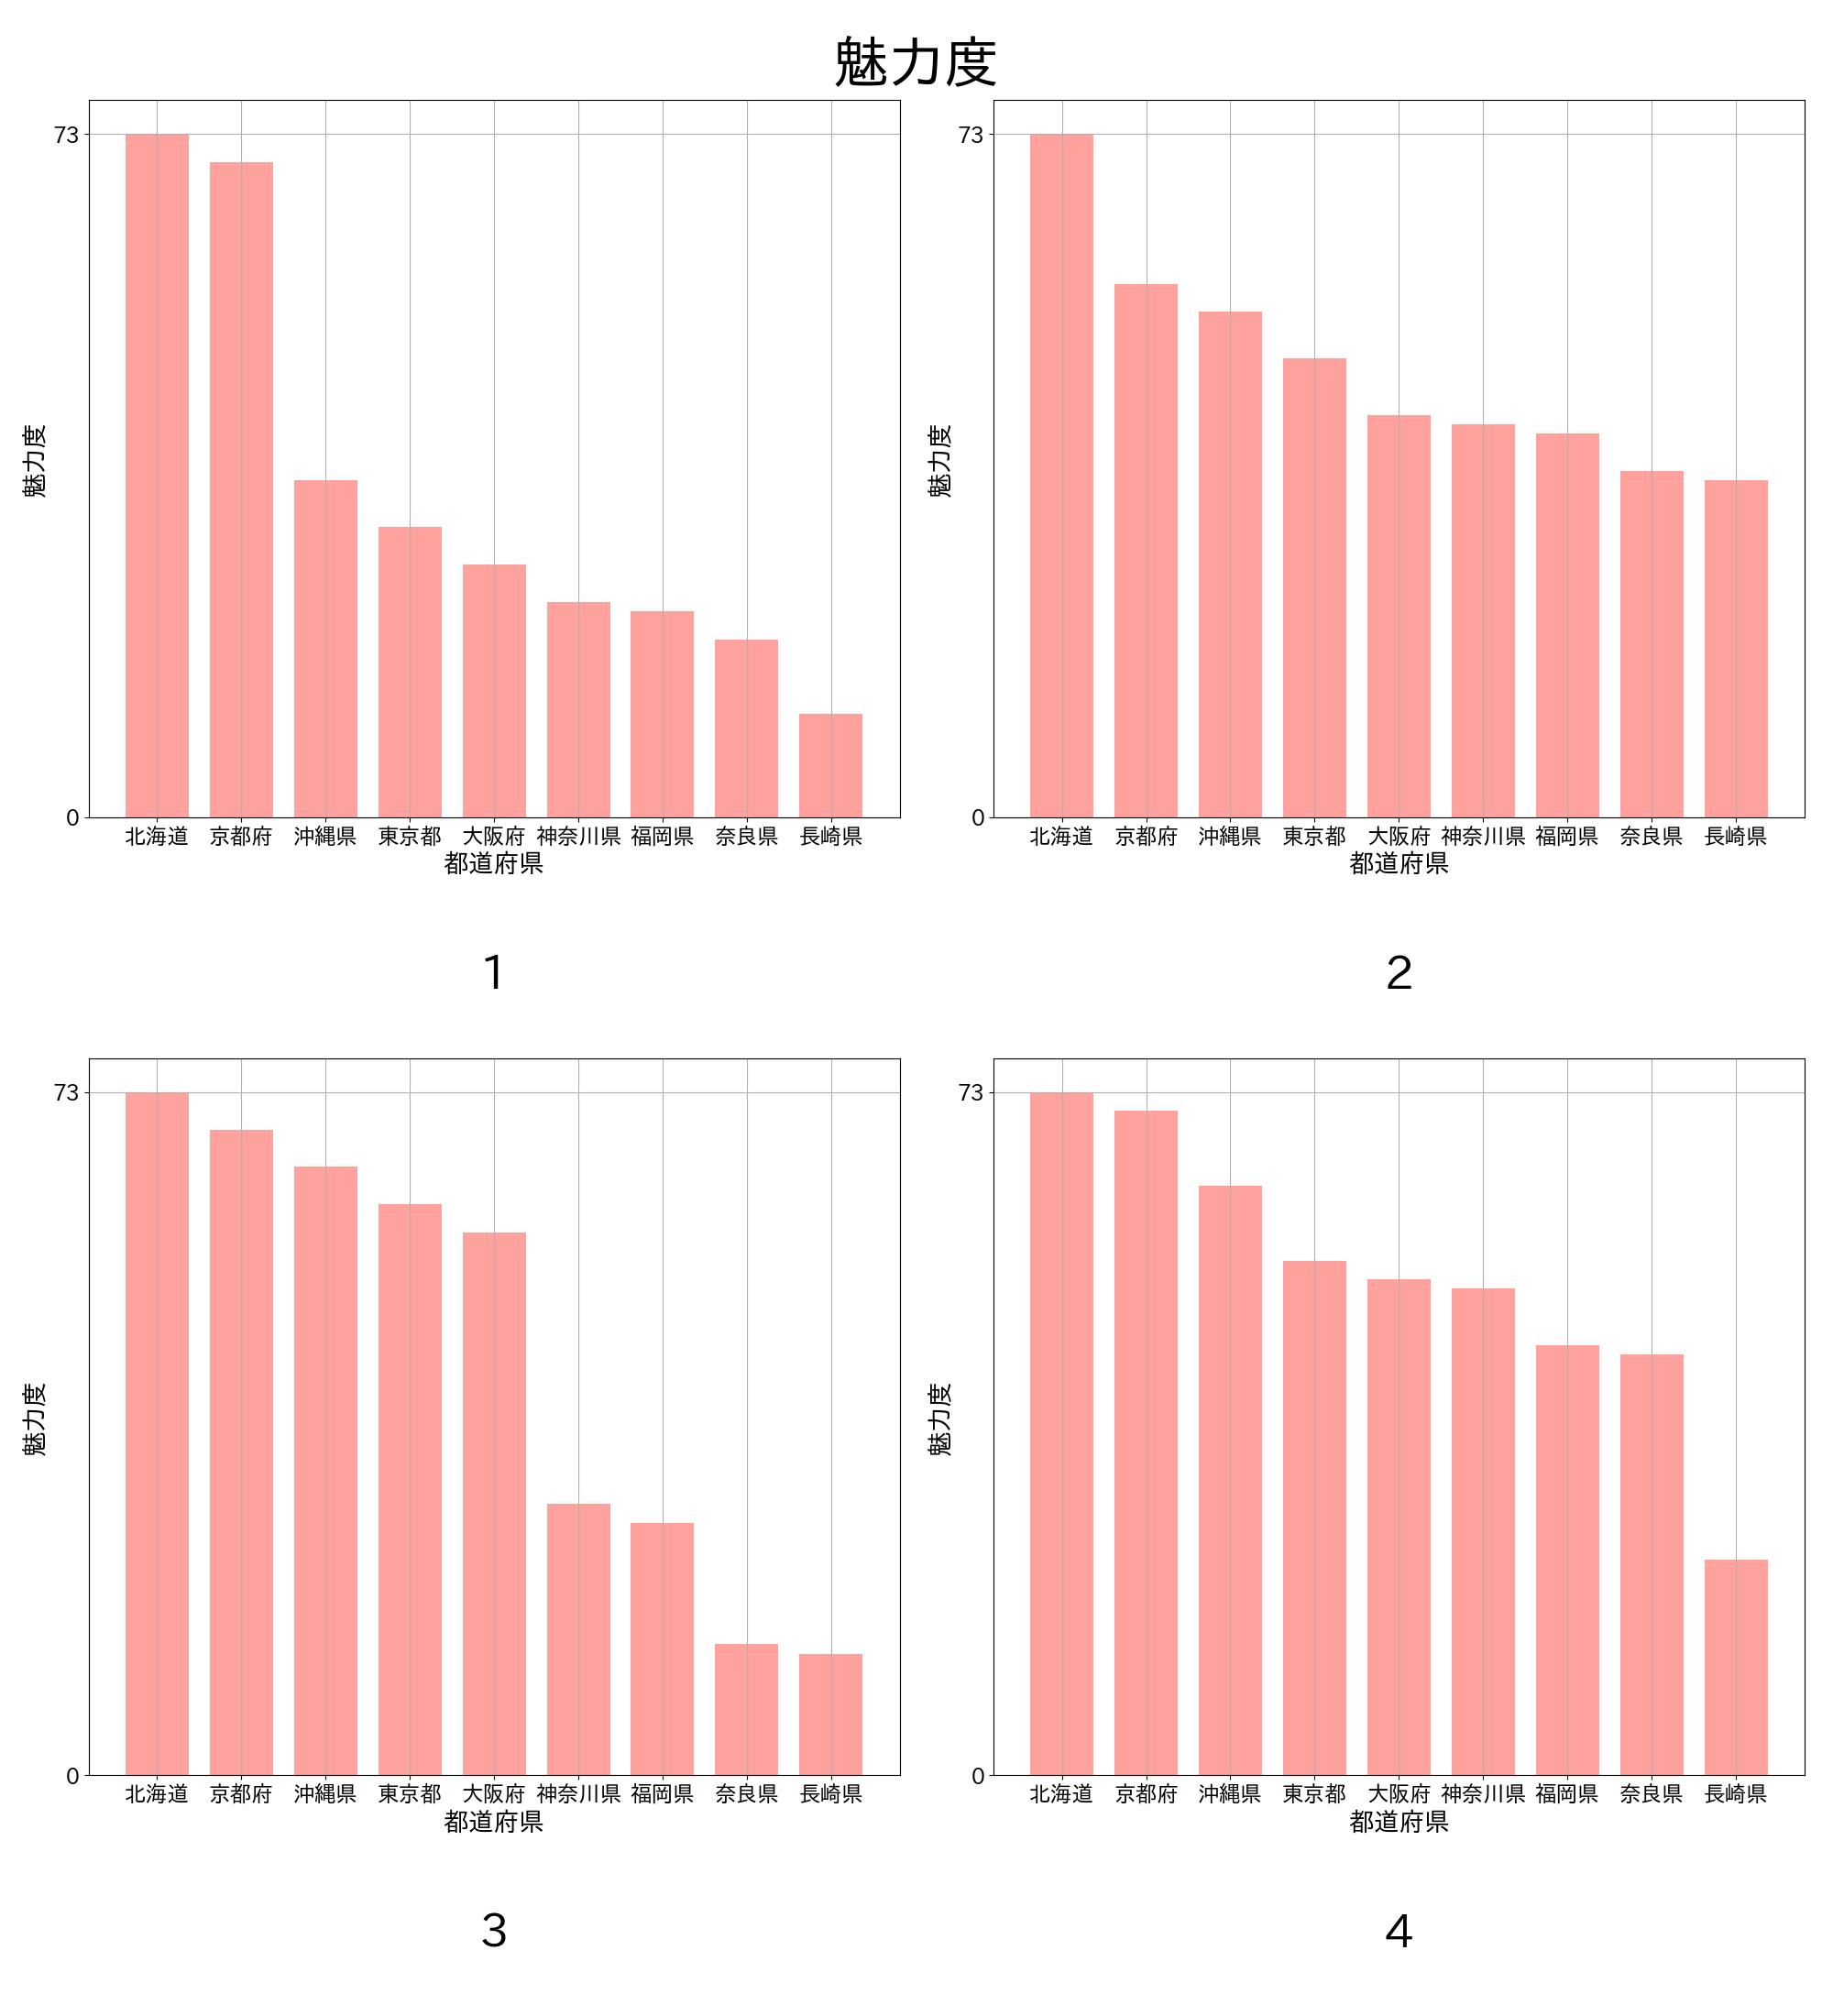 魅力度
73
魅力度
0
北海道 京都府 沖縄県 東京都 大阪府 神奈川県 福岡県 奈良県 長崎県
都道府県
1
73
魅力度
0
北海道 京都府 沖縄県 東京都 大阪府 神奈川県 福岡県 奈良県 長崎県
都道府県
2
73
魅力度
0
北海道 京都府 沖縄県 東京都 大阪府 神奈川県 福岡県 奈良県 長崎県
都道府県
3
73
魅力度
0
北海道 京都府 沖縄県 東京都 大阪府 神奈川県 福岡県 奈良県 長崎県
都道府県
4